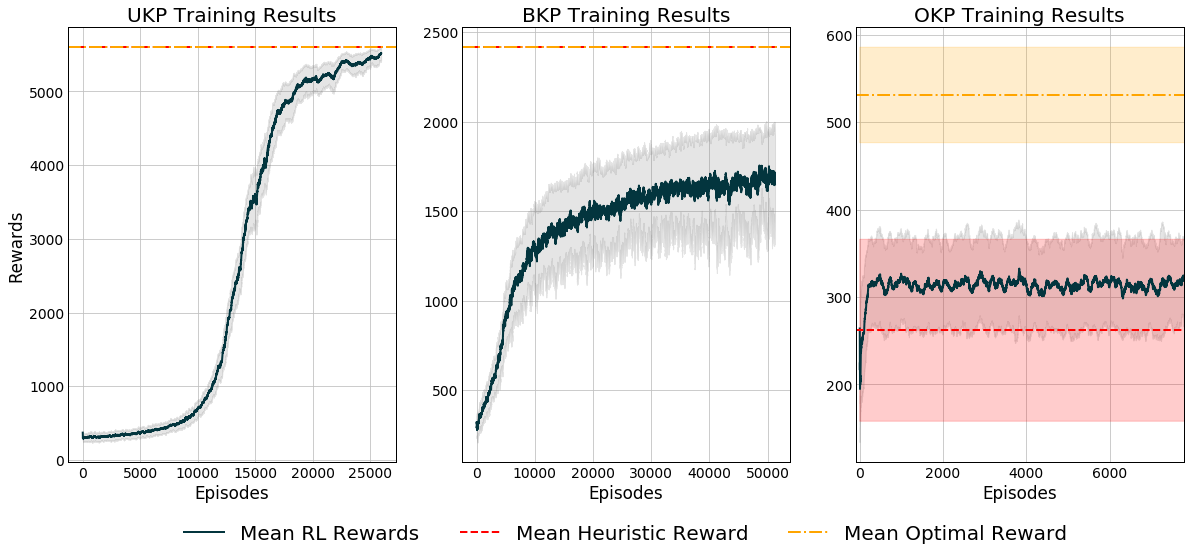 UKP Training Results
Rewards
5000
4000
3000
2000
1000
0
0 5000 10000 15000 20000 25000
Episodes
BKP Training Results
2500
2000
1500
1000
500
0 10000 20000 30000 40000 50000
Episodes
OKP Training Results
600
500
400
300
200
0 2000 4000 6000
Episodes
Mean RL Rewards Mean Heuristic Reward Mean Optimal Reward